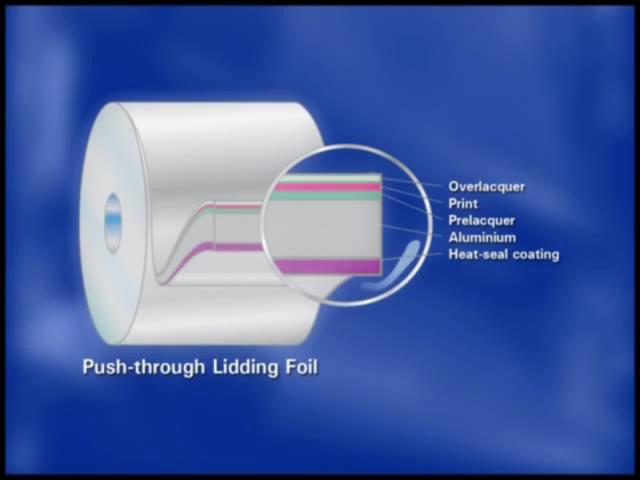 Overlacquer
Print
Prelacquer
Aluminium
Heat-seal coating
Push-through Lidding Foil